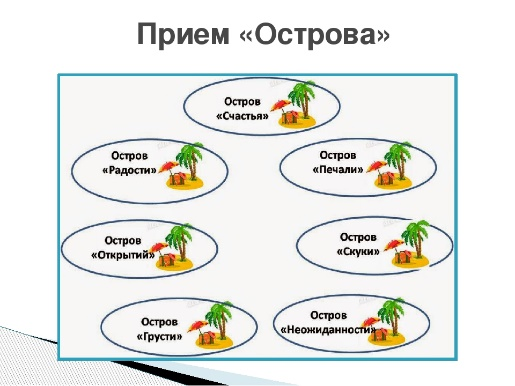 Прием «Острова»
Остров
«Счастья»
Остров
«Радости»
Остров
«Печали»
Остров
«Открытий»
Остров
«Скуки»
Остров
«Грусти»
Остров
«Неожиданности»